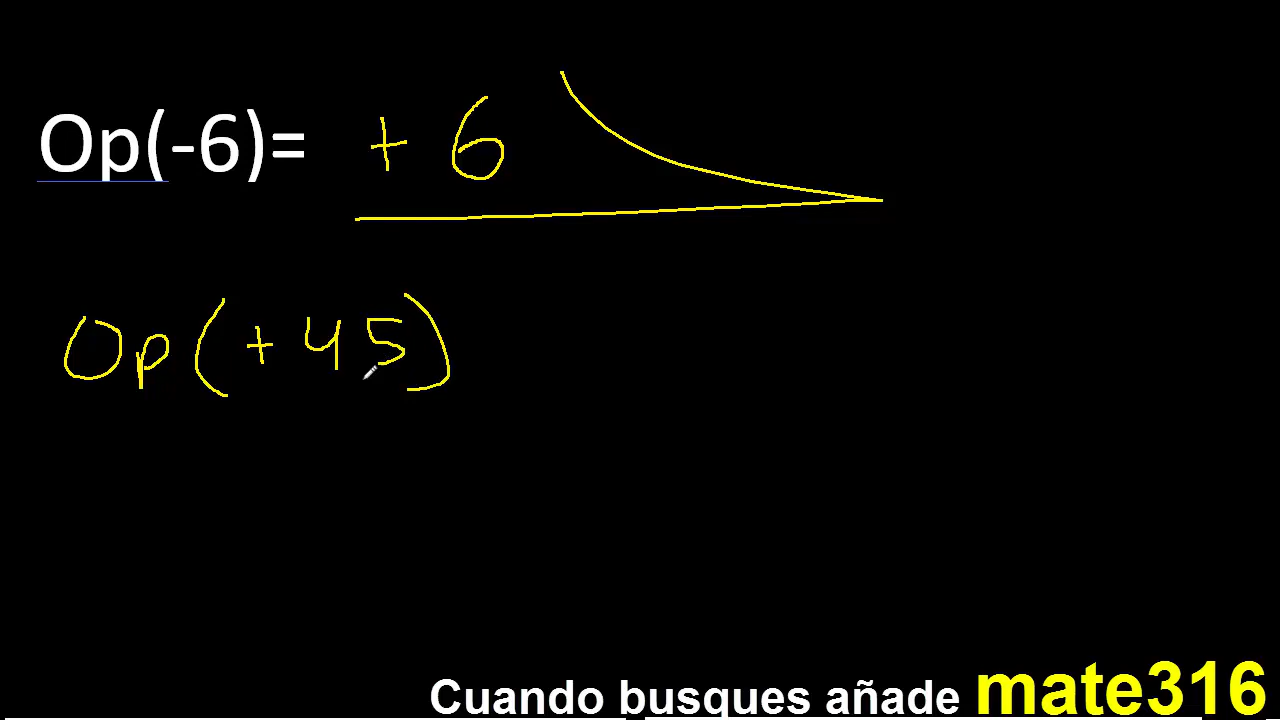 Op(-6)= + 6
Op(+45)
Cuando busques añade mate316